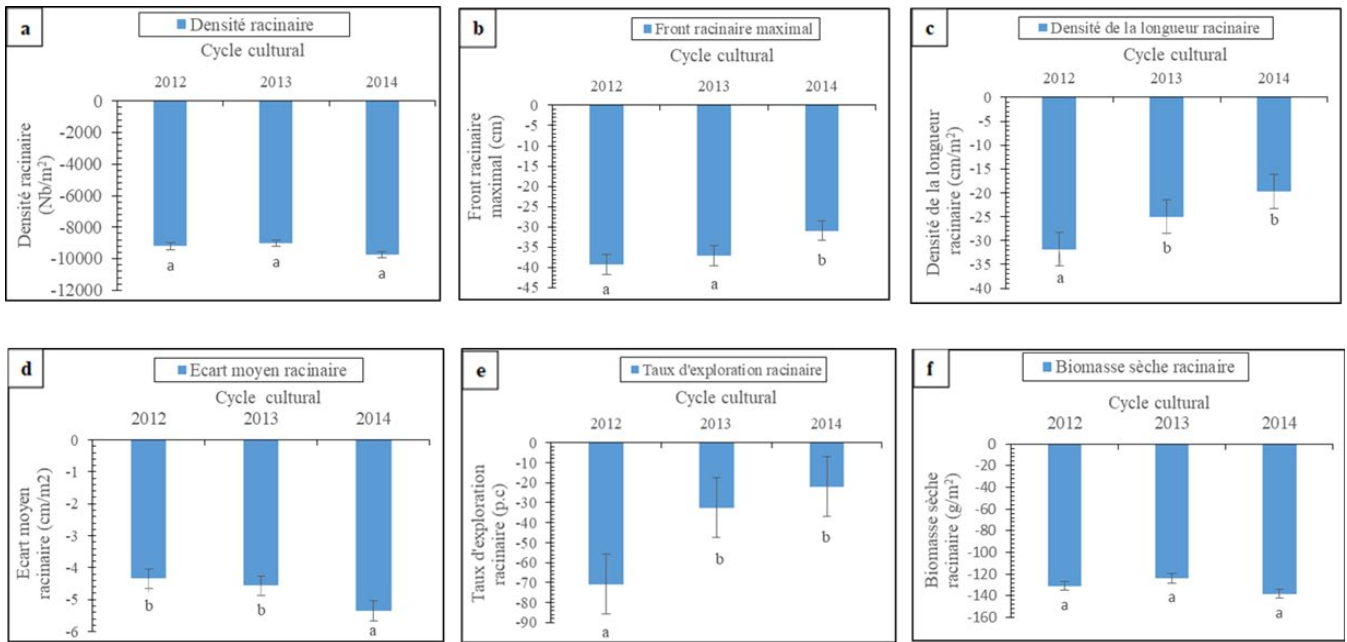 a
Densité racinaire
Cycle cultural
2012 2013 2014
0
-2000
-4000
-6000
-8000
-10000
-12000
Densité racinaire
(Nb/m²)
a a a
b
Front racinaire maximal
Cycle cultural
2012 2013 2014
0
-5
-10
-15
-20
-25
-30
-35
-40
-45
Front racinaire
maximal (cm)
a a b
c
Densité de la longueur racinaire
Cycle cultural
2012 2013 2014
0
-5
-10
-15
-20
-25
-30
-35
-40
Densité de la longueur
racinaire (cm/m²)
a b b
d
Ecart moyen racinaire
Cycle cultural
2012 2013 2014
0
-1
-2
-3
-4
-5
-6
Ecart moyen
racinaire (cm/m2)
b b a
e
Taux d'exploration racinaire
Cycle cultural
2012 2013 2014
0
-10
-20
-30
-40
-50
-60
-70
-80
-90
Taux d'exploration
racinaire (p.c)
a b b
f
Biomasse sèche racinaire
Cycle cultural
2012 2013 2014
0
-20
-40
-60
-80
-100
-120
-140
-160
Biomasse sèche
racinaire (g/m²)
a a a